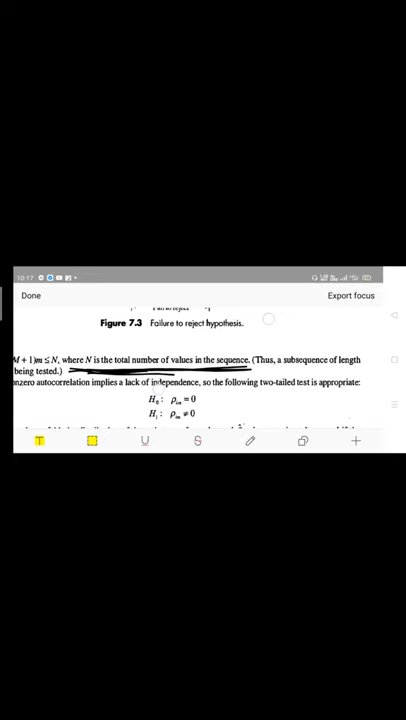 10:17
Done
Export focus
Figure 7.3 Failure to reject hypothesis.
M + 1)m ≤ N, where N is the total number of values in the sequence. (Thus, a subsequence of length
being tested.)
onzero autocorrelation implies a lack of independence, so the following two-tailed test is appropriate:
H0: ρim = 0
H1: ρim ≠ 0